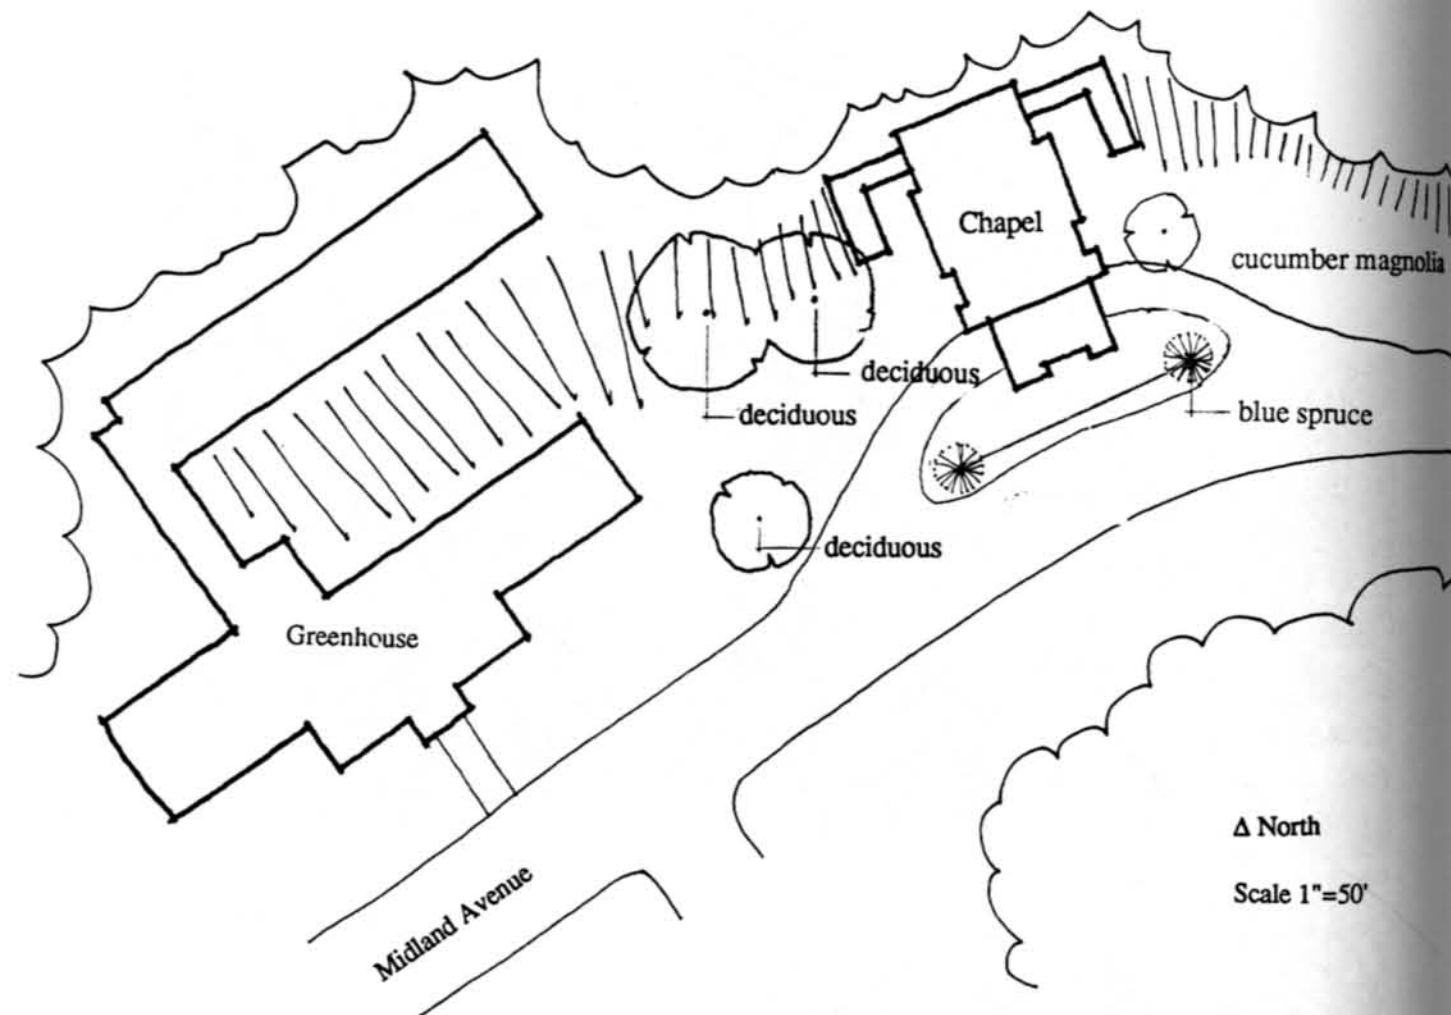 Chapel
cucumber magnolia
deciduous
deciduous
blue spruce
deciduous
Greenhouse
Δ North
Scale 1"=50'
Midland Avenue